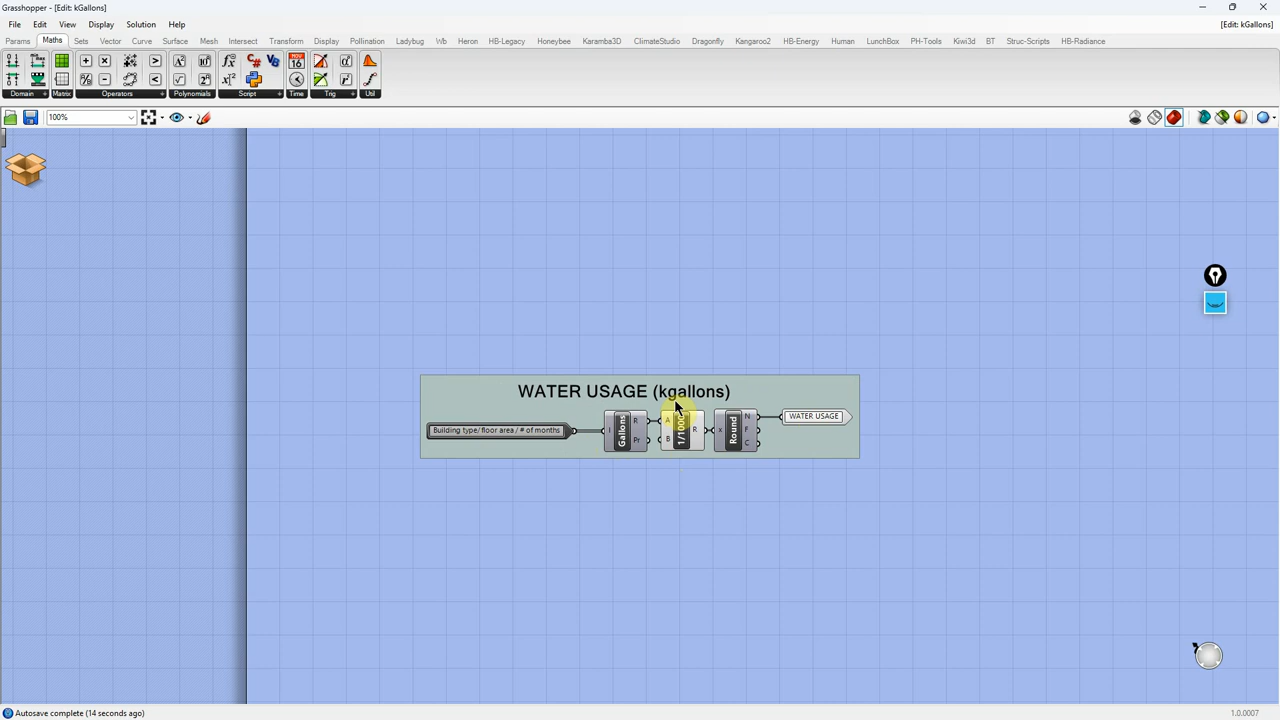 Grasshopper - [Edit: kGallons]
File Edit View Display Solution Help
[Edit: kGallons]
Params Maths Sets Vector Curve Surface Mesh Intersect Transform Display Pollination Ladybug Wb Heron HB-Legacy Honeybee Karamba3D ClimateStudio Dragonfly Kangaroo2 HB-Energy Human LunchBox PH-Tools Kiwi3d BT Struc-Scripts HB-Radiance
Domain Matrix Operators Polynomials Script Time Trig Util
100%
WATER USAGE (kgallons)
Building type/ floor area / # of months
I Gallons R Pr
A B 1/1000 R
x Round N F C
WATER USAGE
Autosave complete (14 seconds ago)
1.0.0007